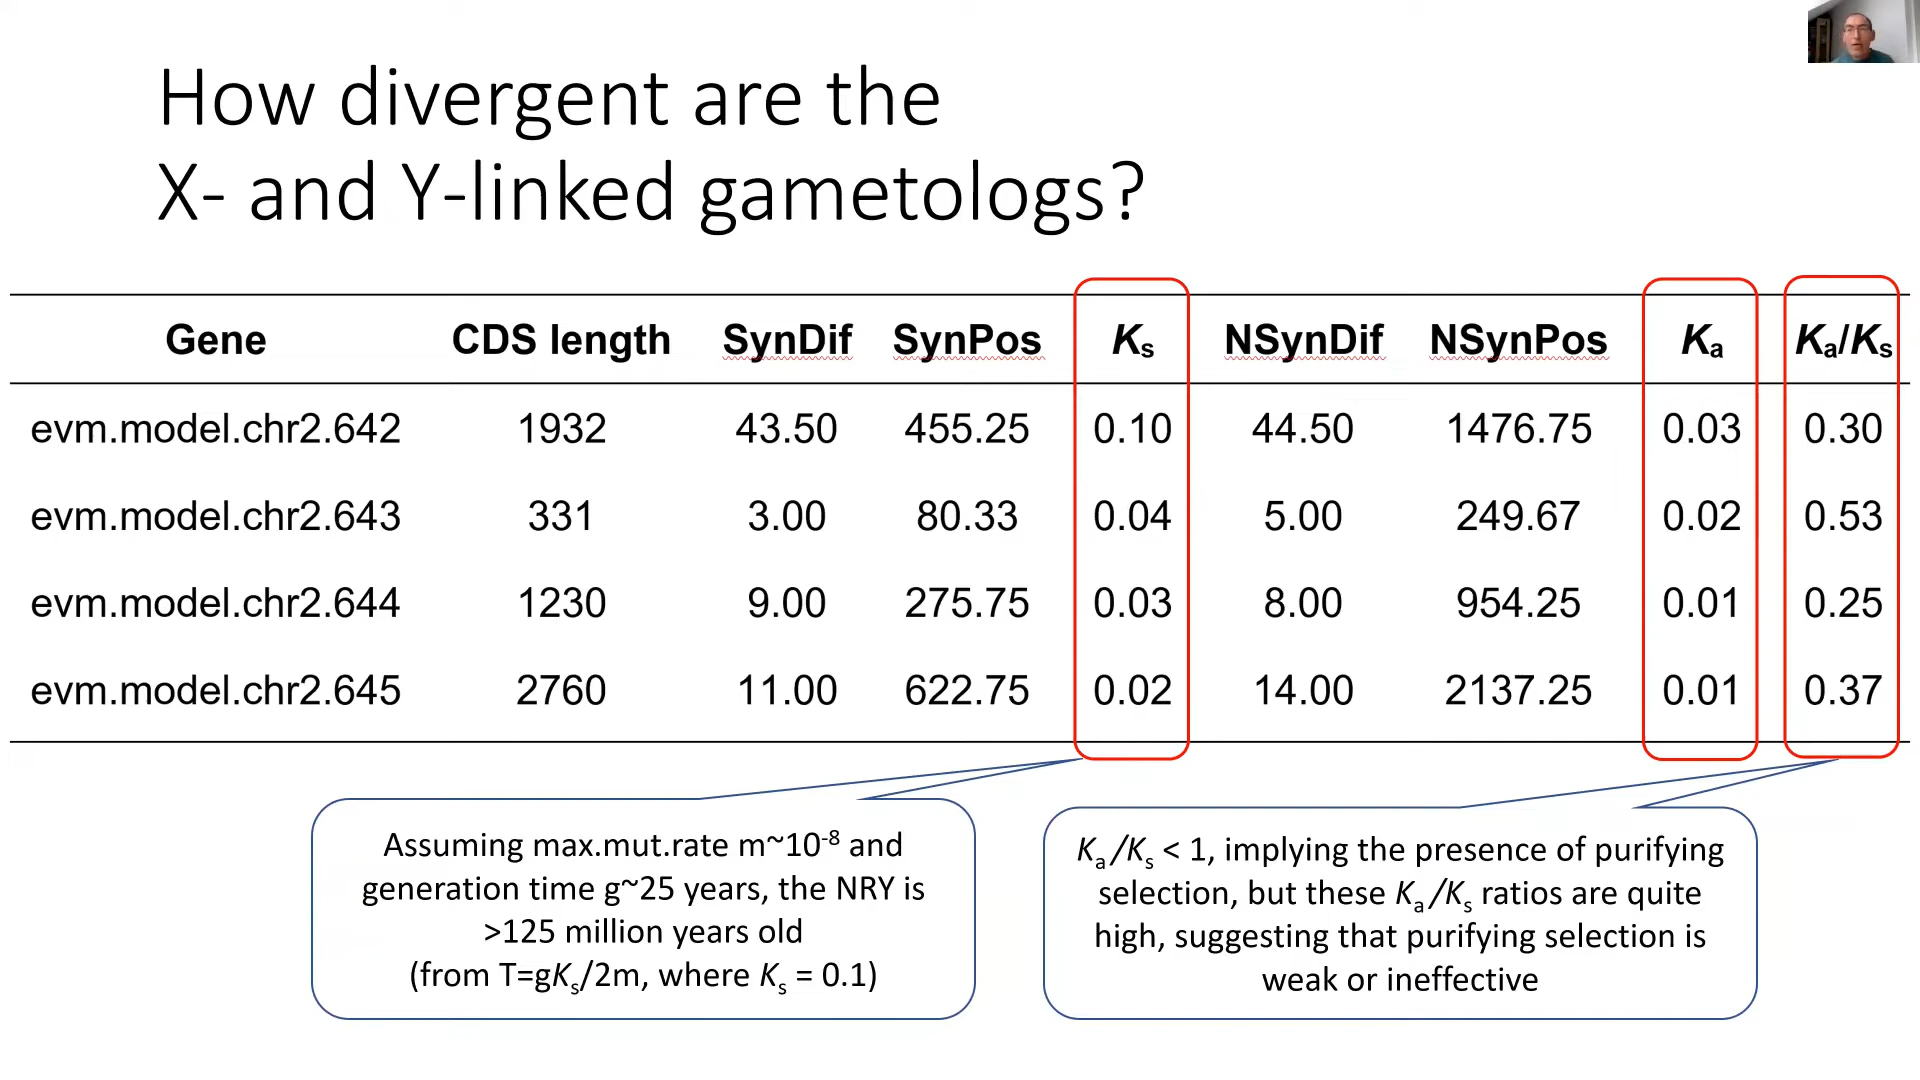 How divergent are the
X- and Y-linked gametologs?
Gene CDS length SynDif SynPos Ks NSynDif NSynPos Ka Ka/Ks
evm.model.chr2.642 1932 43.50 455.25 0.10 44.50 1476.75 0.03 0.30
evm.model.chr2.643 331 3.00 80.33 0.04 5.00 249.67 0.02 0.53
evm.model.chr2.644 1230 9.00 275.75 0.03 8.00 954.25 0.01 0.25
evm.model.chr2.645 2760 11.00 622.75 0.02 14.00 2137.25 0.01 0.37
Assuming max.mut.rate m~10-8 and
generation time g~25 years, the NRY is
>125 million years old
(from T=gKs/2m, where Ks = 0.1)
Ka/Ks < 1, implying the presence of purifying
selection, but these Ka/Ks ratios are quite
high, suggesting that purifying selection is
weak or ineffective